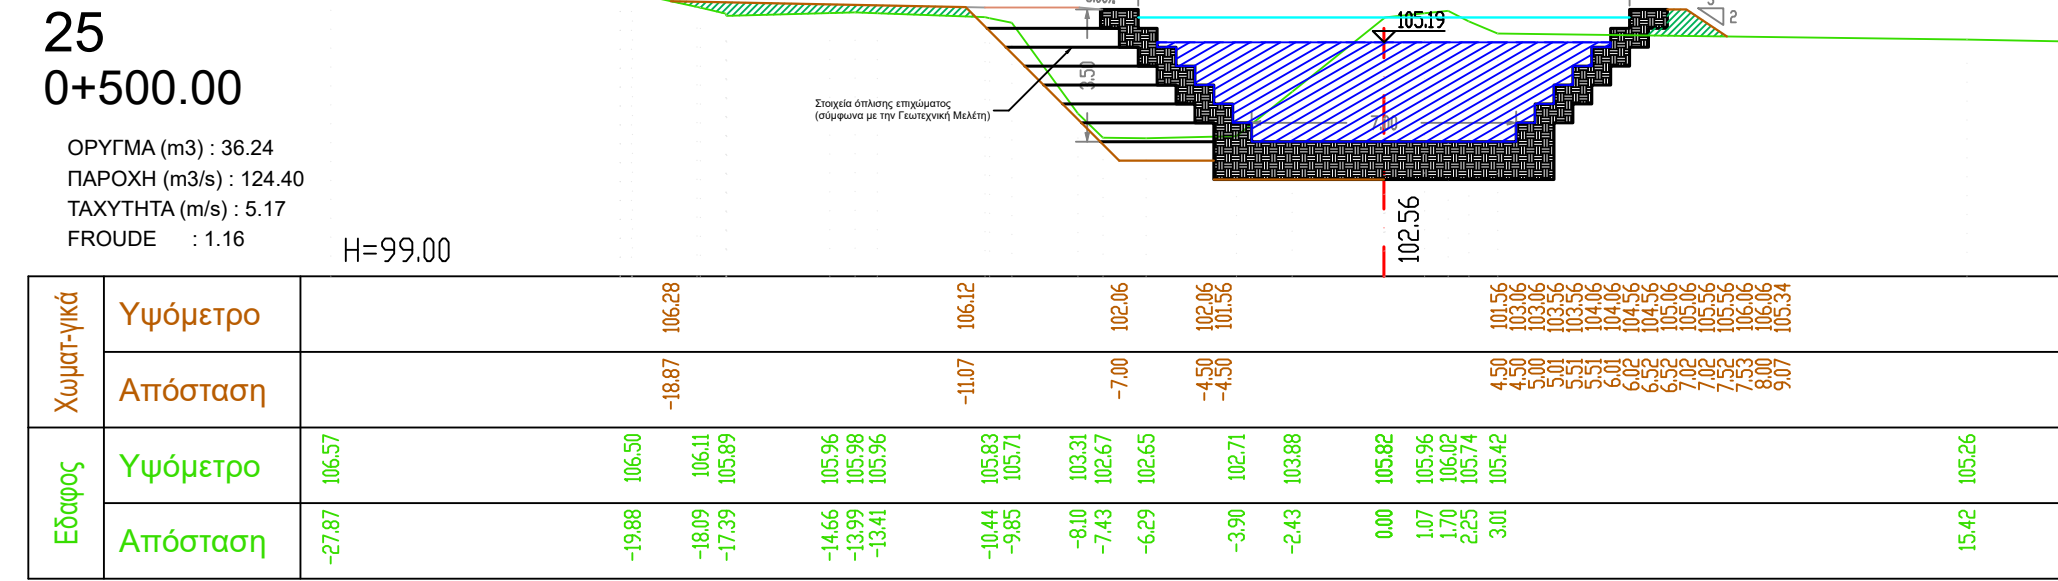 25
0+500.00
ΟΡΥΓΜΑ (m3) : 36.24
ΠΑΡΟΧΗ (m3/s) : 124.40
ΤΑΧΥΤΗΤΑ (m/s) : 5.17
FROUDE : 1.16
H=99.00
Στοιχεία όπλισης επιχώματος
(σύμφωνα με την Γεωτεχνική Μελέτη)
3.50
105.19
7.00
2
102.56
Χωματ-γικά
Υψόμετρο 106.28 106.12 102.06 102.06 101.56 101.56 103.06 103.06 103.56 103.56 104.06 104.06 104.56 104.56 105.06 105.06 105.56 105.56 106.06 106.06 105.34
Απόσταση -18.87 -11.07 -7.00 -4.50 -4.50 4.50 4.50 5.00 5.01 5.51 5.51 6.01 6.02 6.52 6.52 7.02 7.02 7.52 7.53 8.00 9.07
Εδαφος
Υψόμετρο 106.57 106.50 106.11 105.89 105.96 105.98 105.96 105.83 105.71 103.31 102.67 102.65 102.71 103.88 105.82 105.96 106.02 105.74 105.42 105.26
Απόσταση -27.87 -19.88 -18.09 -17.39 -14.66 -13.99 -13.41 -10.44 -9.85 -8.10 -7.43 -6.29 -3.90 -2.43 0.00 1.07 1.70 2.25 3.01 15.42